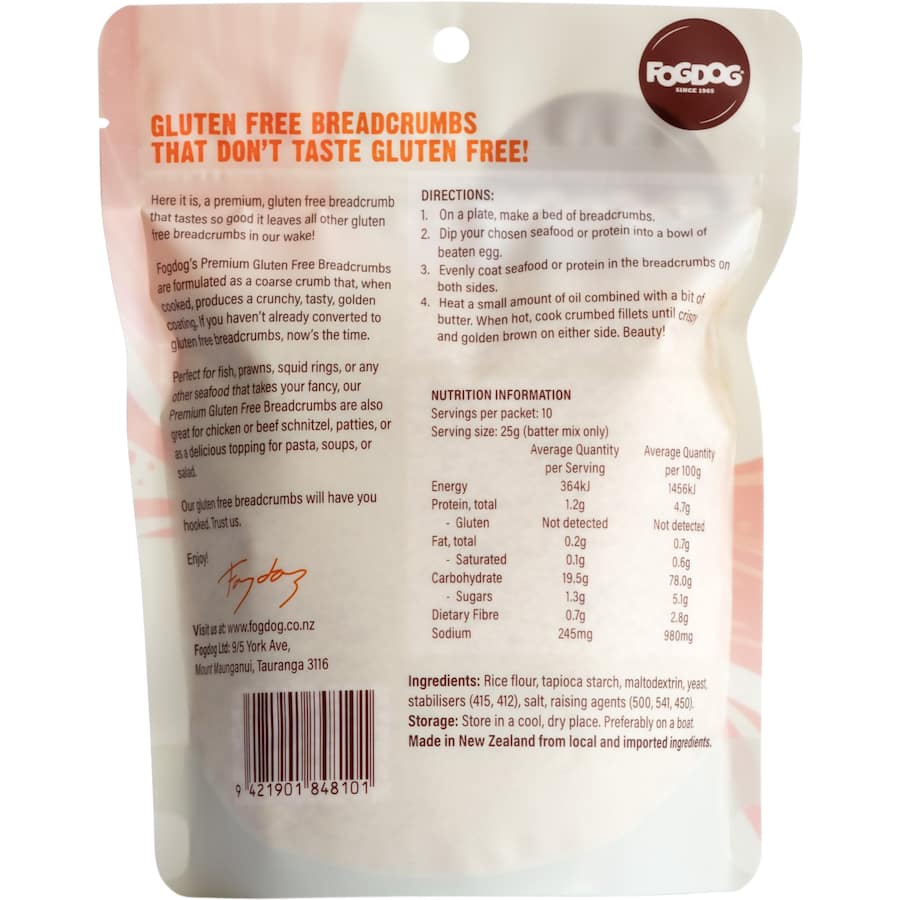 FOGDOG
SINCE 1965
GLUTEN FREE BREADCRUMBS
THAT DON'T TASTE GLUTEN FREE!
Here it is, a premium, gluten free breadcrumb
that tastes so good it leaves all other gluten
free breadcrumbs in our wake!
Fogdog's Premium Gluten Free Breadcrumbs
are formulated as a coarse crumb that, when
cooked, produces a crunchy, tasty, golden
coating. If you haven't already converted to
gluten free breadcrumbs, now's the time.
Perfect for fish, prawns, squid rings, or any
other seafood that takes your fancy, our
Premium Gluten Free Breadcrumbs are also
great for chicken or beef schnitzel, patties, or
as a delicious topping for pasta, soups, or
salad.
Our gluten free breadcrumbs will have you
hooked. Trust us.
Enjoy!
Fogdog
Visit us at: www.fogdog.co.nz
Fogdog Ltd: 9/5 York Ave,
Mount Maunganui, Tauranga 3116
9 421901 848101
DIRECTIONS:
1. On a plate, make a bed of breadcrumbs.
2. Dip your chosen seafood or protein into a bowl of
beaten egg.
3. Evenly coat seafood or protein in the breadcrumbs on
both sides.
4. Heat a small amount of oil combined with a bit of
butter. When hot, cook crumbed fillets until crispy
and golden brown on either side. Beauty!
NUTRITION INFORMATION
Servings per packet: 10
Serving size: 25g (batter mix only)
Average Quantity Average Quantity
per Serving per 100g
Energy 364kJ 1456kJ
Protein, total 1.2g 4.7g
- Gluten Not detected Not detected
Fat, total 0.2g 0.7g
- Saturated 0.1g 0.6g
Carbohydrate 19.5g 78.0g
- Sugars 1.3g 5.1g
Dietary Fibre 0.7g 2.8g
Sodium 245mg 980mg
Ingredients: Rice flour, tapioca starch, maltodextrin, yeast,
stabilisers (415, 412), salt, raising agents (500, 541, 450).
Storage: Store in a cool, dry place. Preferably on a boat.
Made in New Zealand from local and imported ingredients.